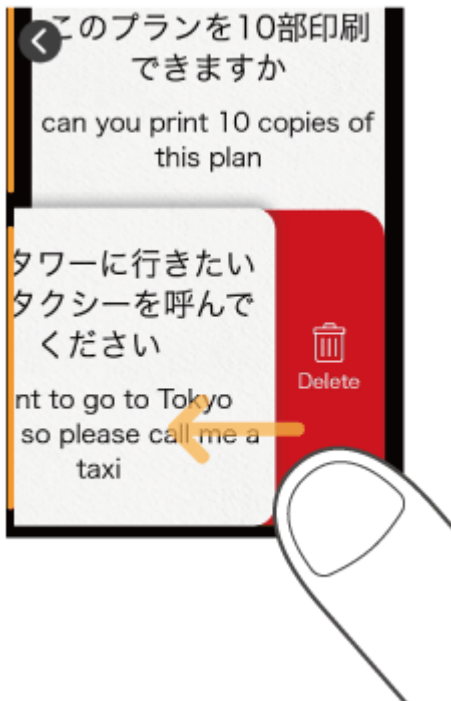 このプランを10部印刷
できますか
can you print 10 copies of
this plan
タワーに行きたい
タクシーを呼んで
ください
nt to go to Tokyo
so please call me a
taxi
Delete